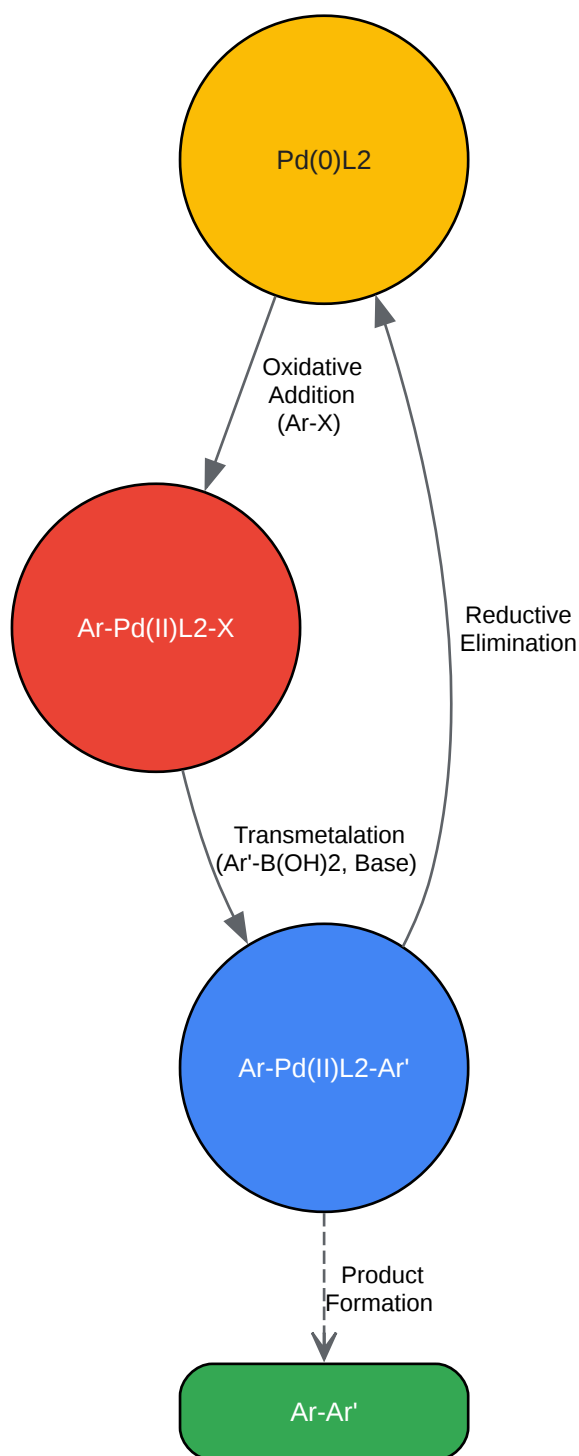 Pd(0)L2
Oxidative
Addition
(Ar-X)
Ar-Pd(II)L2-X
Reductive
Elimination
Transmetalation
(Ar'-B(OH)2, Base)
Ar-Pd(II)L2-Ar'
Product
Formation
Ar-Ar'